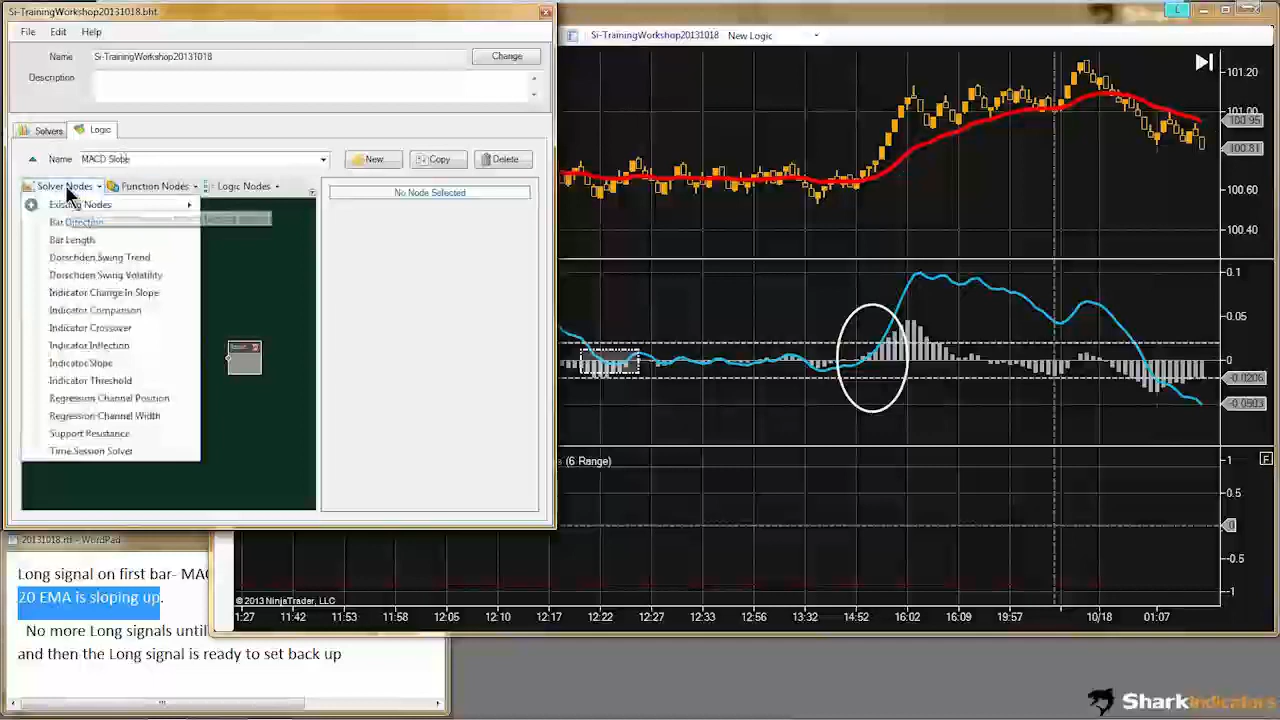 Si-TrainingWorkshop20131018.bht
File Edit Help
Name Si-TrainingWorkshop20131018 Change
Description
Solvers Logic
Name MACD Slope New Copy Delete
Solver Nodes Function Nodes Logic Nodes
No Node Selected
Existing Nodes
Bar Direction
Bar Length
Dorschden Swing Trend
Dorschden Swing Volatility
Indicator Change In Slope
Indicator Comparison
Indicator Crossover
Indicator Inflection
Indicator Slope
Indicator Threshold
Regression Channel Position
Regression Channel Width
Support Resistance
Time Session Solver
Si-TrainingWorkshop20131018 New Logic
L
101.20
101.00
100.95
100.81
100.60
100.40
0.1
0.05
0
-0.0206
-0.0503
(6 Range)
F
1
0.5
0
-0.5
-1
© 2013 NinjaTrader, LLC
1:27 11:42 11:53 11:58 12:12 12:17 12:22 12:27 12:33 12:56 13:32 14:52 16:02 16:09 19:57 10/18 01:07
20131018.rtf - WordPad
Long signal on first bar- MAC
20 EMA is sloping up.
No more Long signals until
and then the Long signal is ready to set back up
SharkIndicators